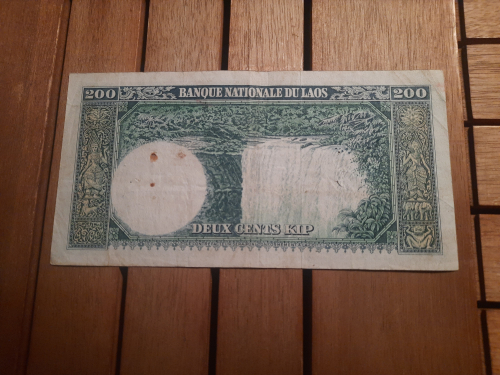 200 BANQUE NATIONALE DU LAOS 200
DEUX CENTS KIP